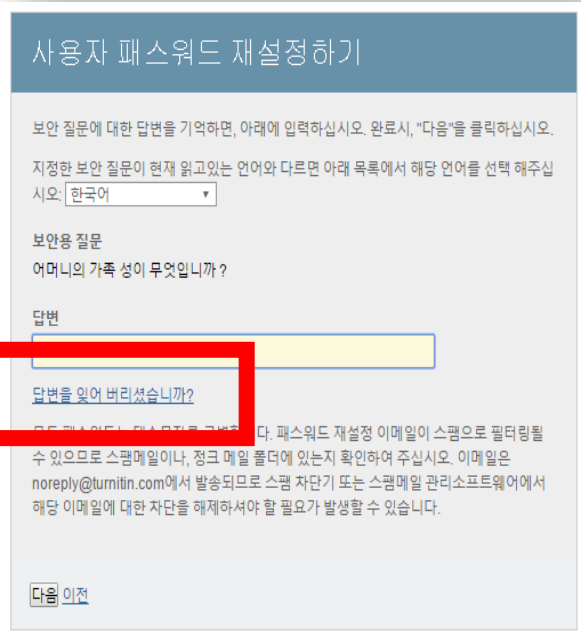 사용자 패스워드 재설정하기
보안 질문에 대한 답변을 기억하면, 아래에 입력하십시오. 완료시, "다음"을 클릭하십시오.
지정한 보안 질문이 현재 읽고있는 언어와 다르면 아래 목록에서 해당 언어를 선택 해주십
시오: 한국어
보안용 질문
어머니의 가족 성이 무엇입니까 ?
답변
답변을 잊어 버리셨습니까?
다. 패스워드 재설정 이메일이 스팸으로 필터링될
수 있으므로 스팸메일이나, 정크 메일 폴더에 있는지 확인하여 주십시오. 이메일은
noreply@turnitin.com에서 발송되므로 스팸 차단기 또는 스팸메일 관리소프트웨어에서
해당 이메일에 대한 차단을 해제하셔야 할 필요가 발생할 수 있습니다.
다음 이전